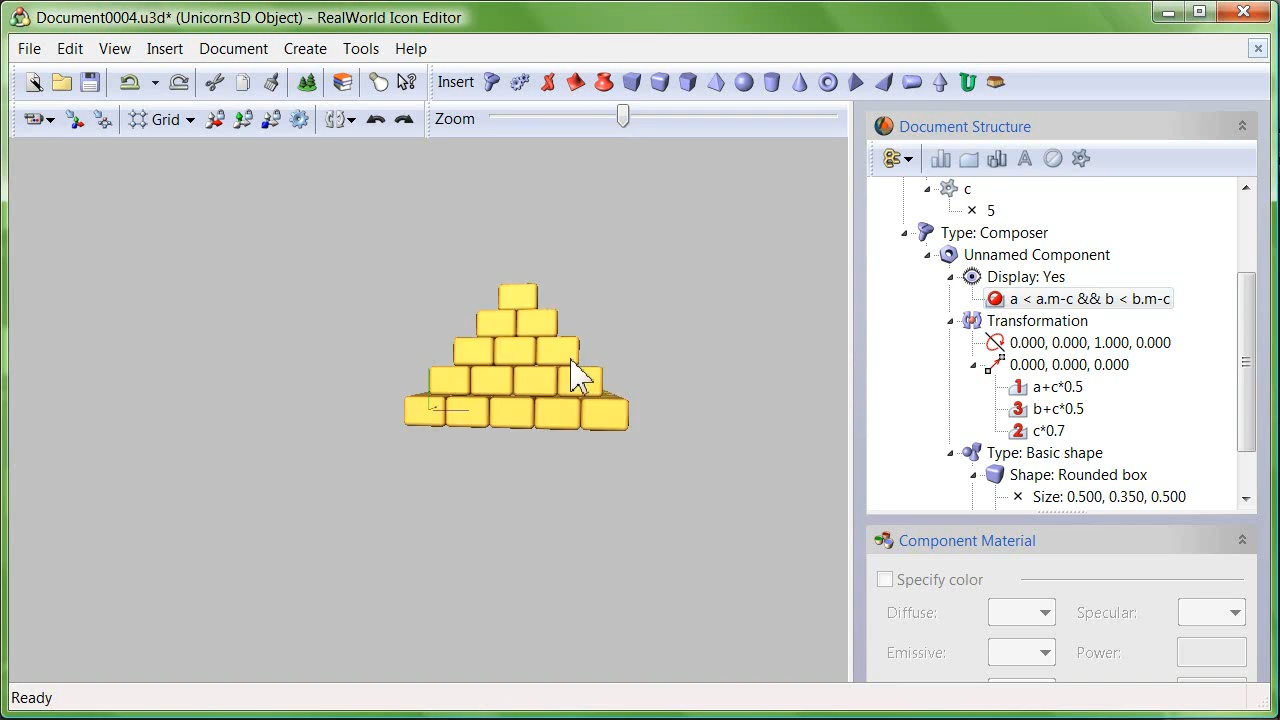 Document0004.u3d* (Unicorn3D Object) - RealWorld Icon Editor
File Edit View Insert Document Create Tools Help
Insert
Grid
Zoom
Document Structure
A
c
5
Type: Composer
Unnamed Component
Display: Yes
a < a.m-c && b < b.m-c
Transformation
0.000, 0.000, 1.000, 0.000
0.000, 0.000, 0.000
1 a+c*0.5
3 b+c*0.5
2 c*0.7
Type: Basic shape
Shape: Rounded box
Size: 0.500, 0.350, 0.500
Component Material
Specify color
Diffuse: Specular:
Emissive: Power:
Ready